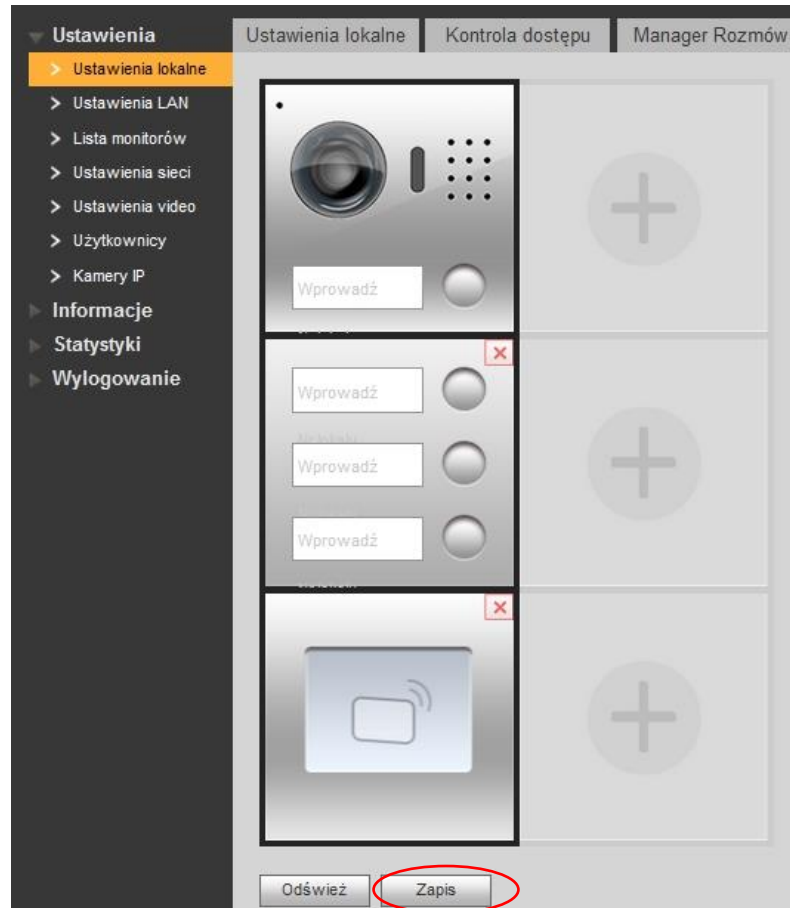 Ustawienia
Ustawienia lokalne
Ustawienia LAN
Lista monitorów
Ustawienia sieci
Ustawienia video
Użytkownicy
Kamery IP
Informacje
Statystyki
Wylogowanie
Ustawienia lokalne
Kontrola dostępu
Manager Rozmów
Wprowadź
Wprowadź
Wprowadź
Wprowadź
Odśwież
Zapis